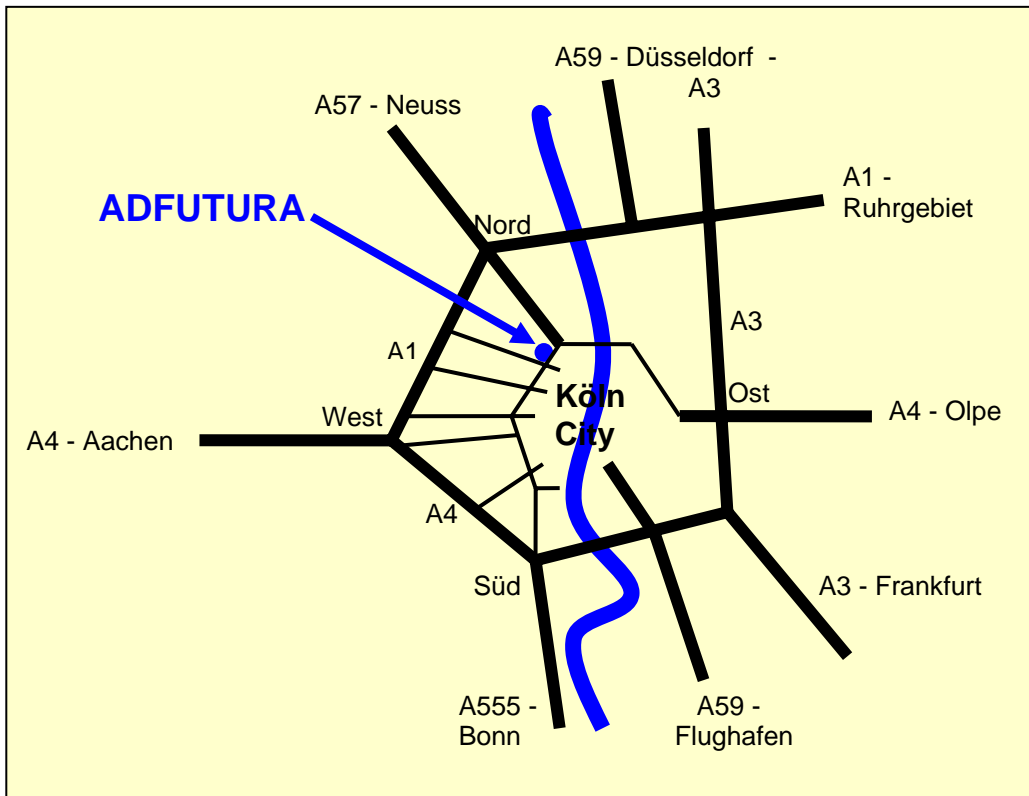 A59 - Düsseldorf -
A3
A57 - Neuss
A1 -
Ruhrgebiet
ADFUTURA
Nord
A3
A1
Köln
City
Ost
West
A4 - Aachen
A4 - Olpe
A4
Süd
A3 - Frankfurt
A555 -
Bonn
A59 -
Flughafen